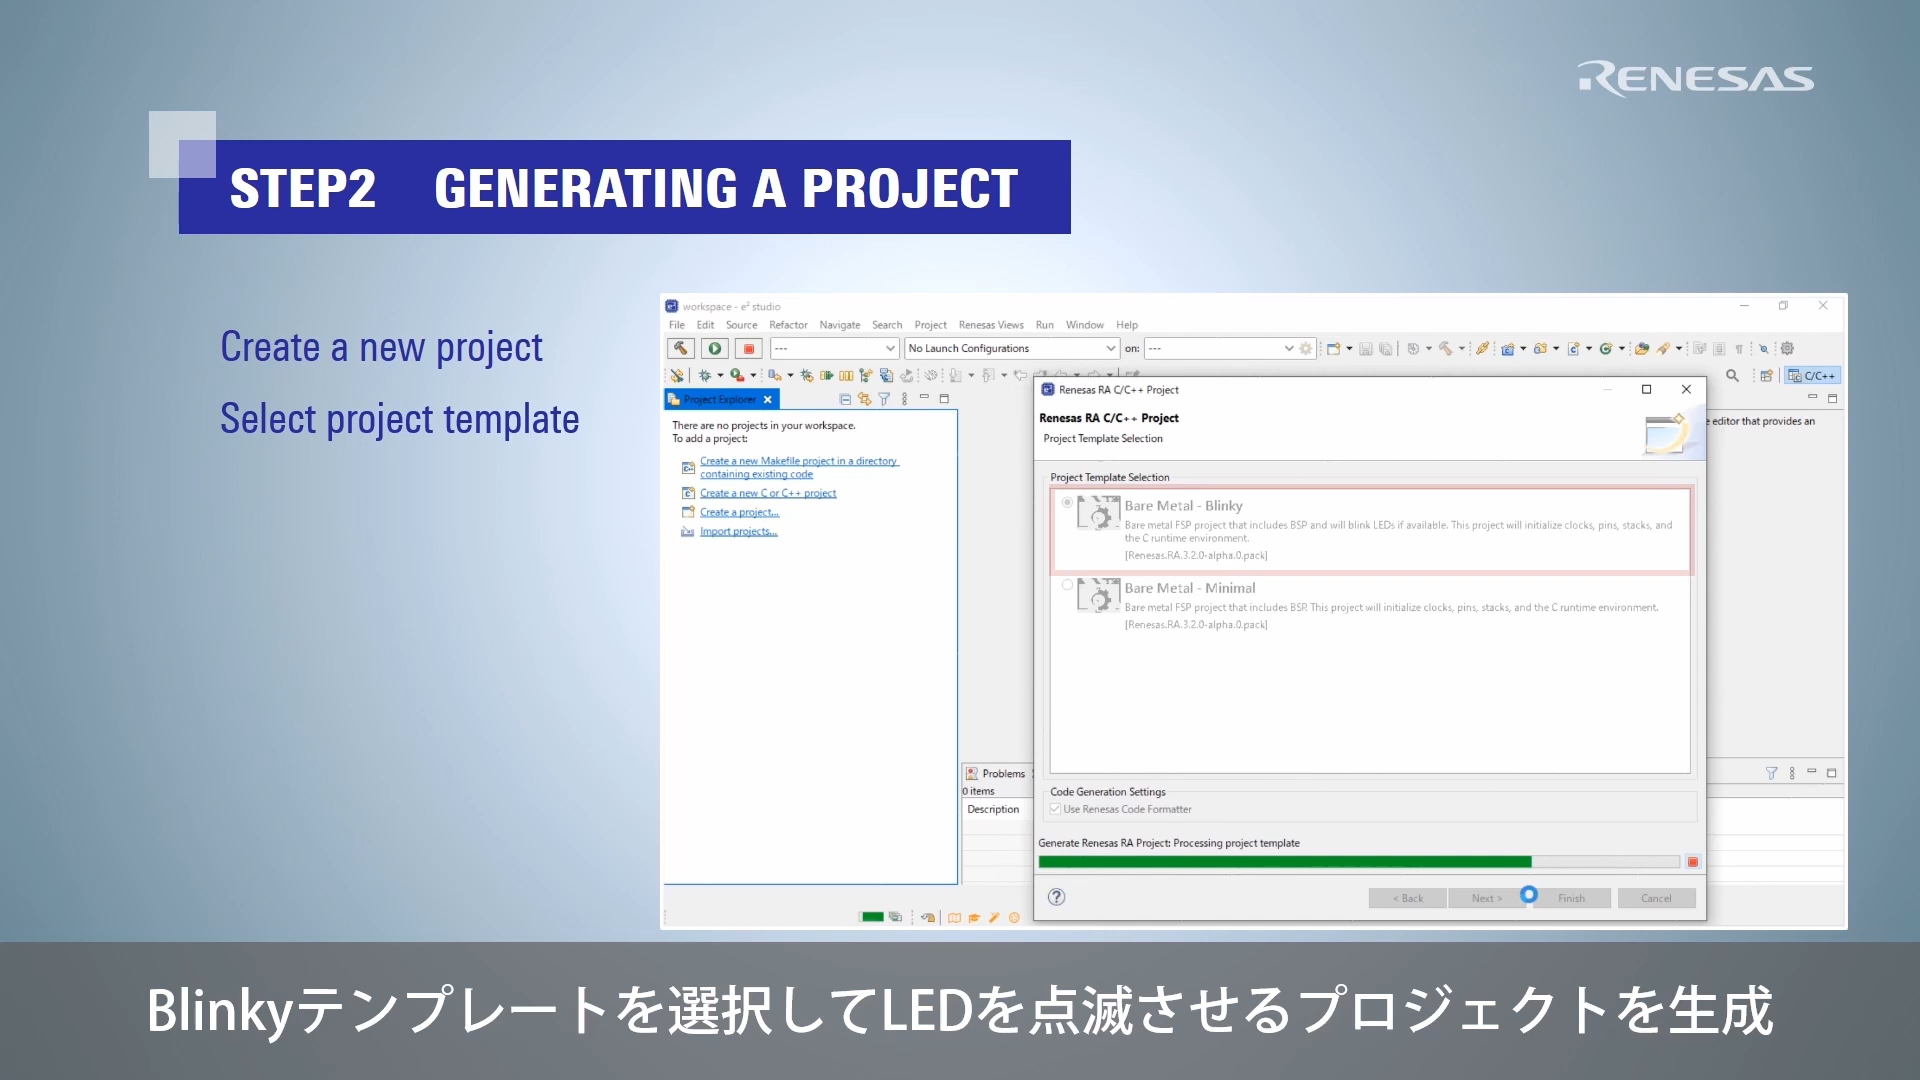 RENESAS
STEP2 GENERATING A PROJECT
Create a new project
Select project template
workspace - e² studio
File Edit Source Refactor Navigate Search Project Renesas Views Run Window Help
--- No Launch Configurations on: ---
C/C++
Project Explorer
There are no projects in your workspace.
To add a project:
Create a new Makefile project in a directory
containing existing code
Create a new C or C++ project
Create a project...
Import projects...
e editor that provides an
Problems
0 items
Description
Renesas RA C/C++ Project
Renesas RA C/C++ Project
Project Template Selection
Project Template Selection
Bare Metal - Blinky
Bare metal FSP project that includes BSP and will blink LEDs if available. This project will initialize clocks, pins, stacks, and
the C runtime environment.
[Renesas.RA.3.2.0-alpha.0.pack]
Bare Metal - Minimal
Bare metal FSP project that includes BSP. This project will initialize clocks, pins, stacks, and the C runtime environment.
[Renesas.RA.3.2.0-alpha.0.pack]
Code Generation Settings
Use Renesas Code Formatter
Generate Renesas RA Project: Processing project template
< Back Next > Finish Cancel
Blinkyテンプレートを選択してLEDを点滅させるプロジェクトを生成